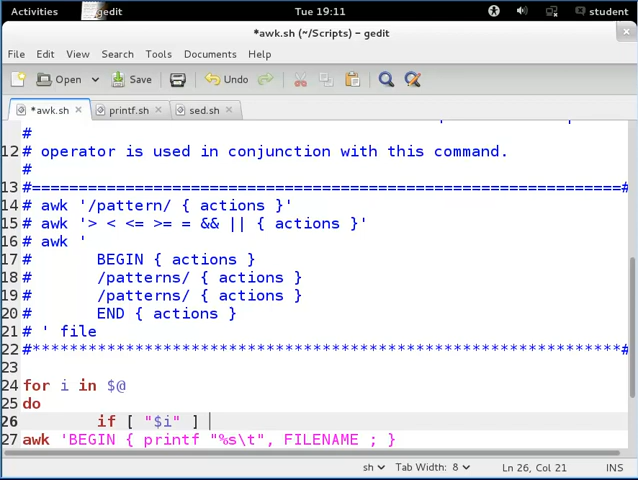 Activities gedit Tue 19:11 student
*awk.sh (~/Scripts) - gedit
File Edit View Search Tools Documents Help
Open Save Undo
*awk.sh printf.sh sed.sh
#
12 # operator is used in conjunction with this command.
#
13 #===============================================================#
14 # awk '/pattern/ { actions }'
15 # awk '> < <= >= = && || { actions }'
16 # awk '
17 # BEGIN { actions }
18 # /patterns/ { actions }
19 # /patterns/ { actions }
20 # END { actions }
21 # ' file
22 #***************************************************************#
23
24 for i in $@
25 do
26 if [ "$i" ]
27 awk 'BEGIN { printf "%s\t", FILENAME ; }
sh Tab Width: 8 Ln 26, Col 21